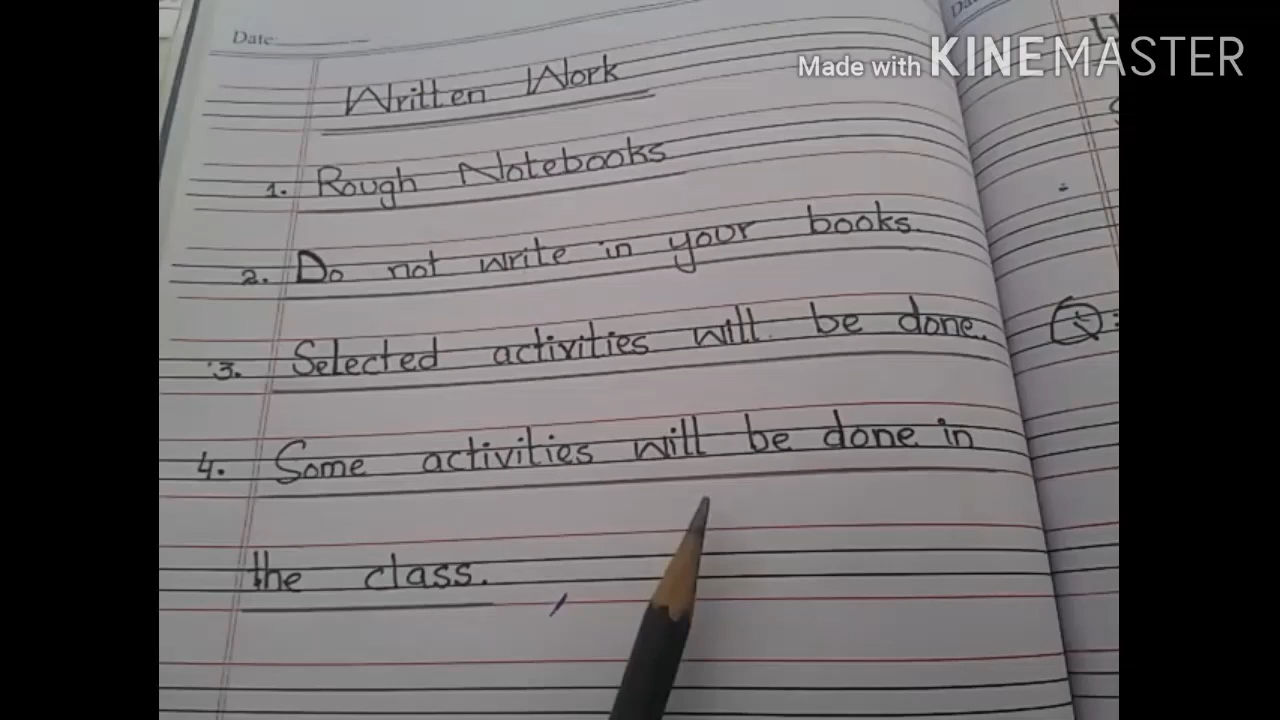 Date:
Made with KINEMASTER
Written Work
1. Rough Notebooks
2. Do not write in your books.
3. Selected activities will be done.
4. Some activities will be done in
the class.